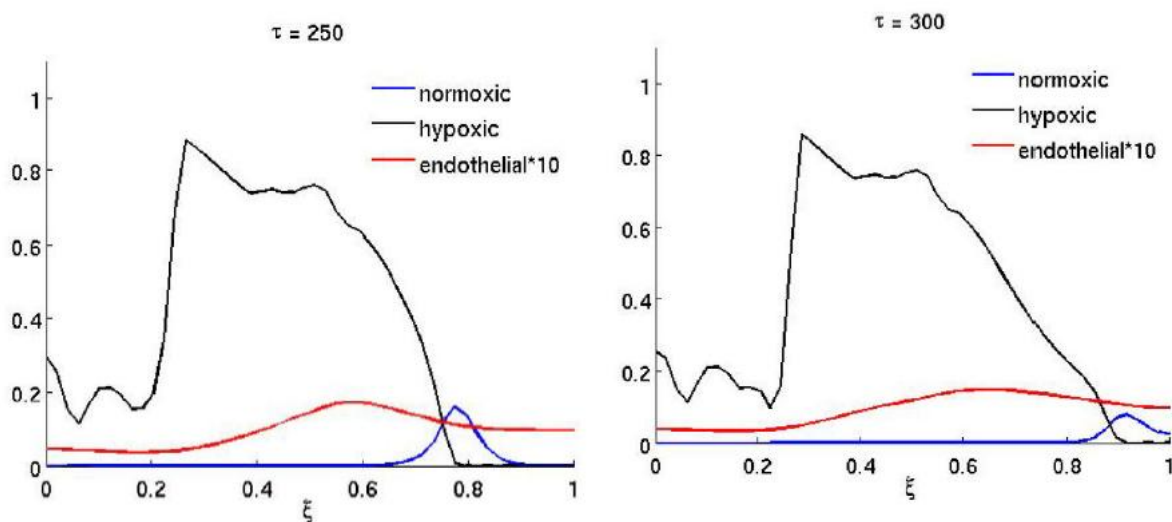 τ = 250
1
0.8
0.6
0.4
0.2
0
normoxic
hypoxic
endothelial*10
0 0.2 0.4 0.6 0.8 1
ξ
τ = 300
1
0.8
0.6
0.4
0.2
0
normoxic
hypoxic
endothelial*10
0 0.2 0.4 0.6 0.8 1
ξ